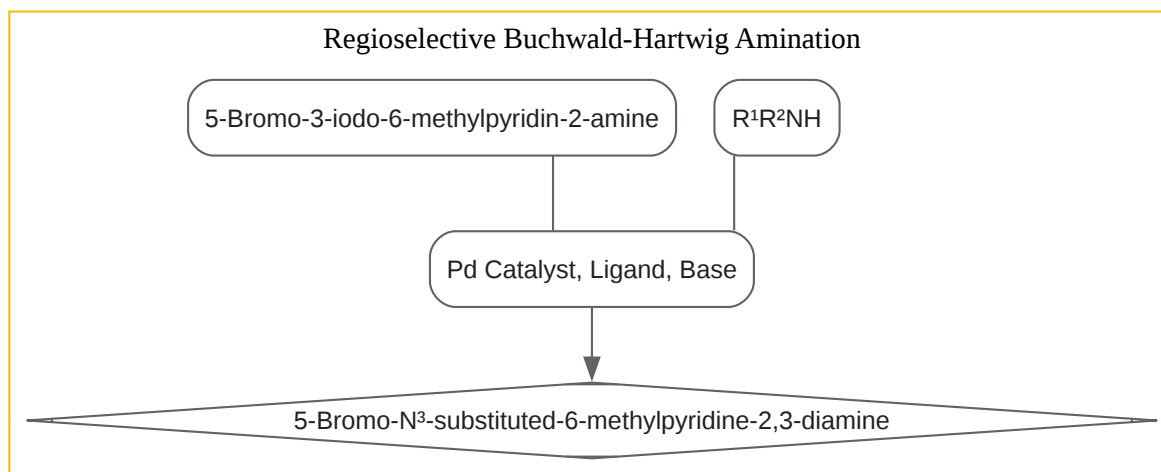 Regioselective Buchwald-Hartwig Amination
5-Bromo-3-iodo-6-methylpyridin-2-amine
R¹R²NH
Pd Catalyst, Ligand, Base
5-Bromo-N³-substituted-6-methylpyridine-2,3-diamine